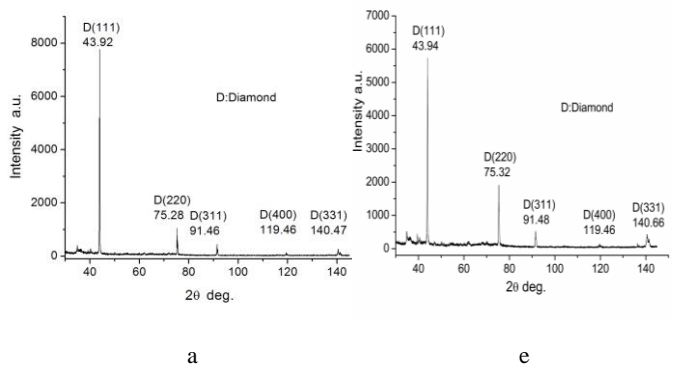 D(111)
43.92
8000
6000
4000
2000
0
Intensity a.u.
D:Diamond
D(220)
75.28
D(311)
91.46
D(400)
119.46
D(331)
140.47
40
60
80
100
120
140
2θ deg.
a
D(111)
43.94
7000
6000
5000
4000
3000
2000
1000
0
Intensity a.u.
D:Diamond
D(220)
75.32
D(311)
91.48
D(400)
119.46
D(331)
140.66
40
60
80
100
120
140
2θ deg.
e